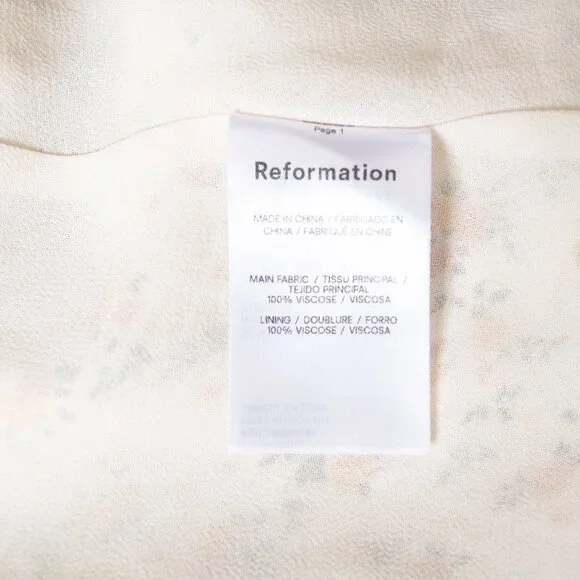 Page 1
Reformation
MADE IN CHINA / FABRICADO EN
CHINA / FABRIQUÉ EN CHINE
MAIN FABRIC / TISSU PRINCIPAL /
TEJIDO PRINCIPAL
100% VISCOSE / VISCOSA
LINING / DOUBLURE / FORRO
100% VISCOSE / VISCOSA